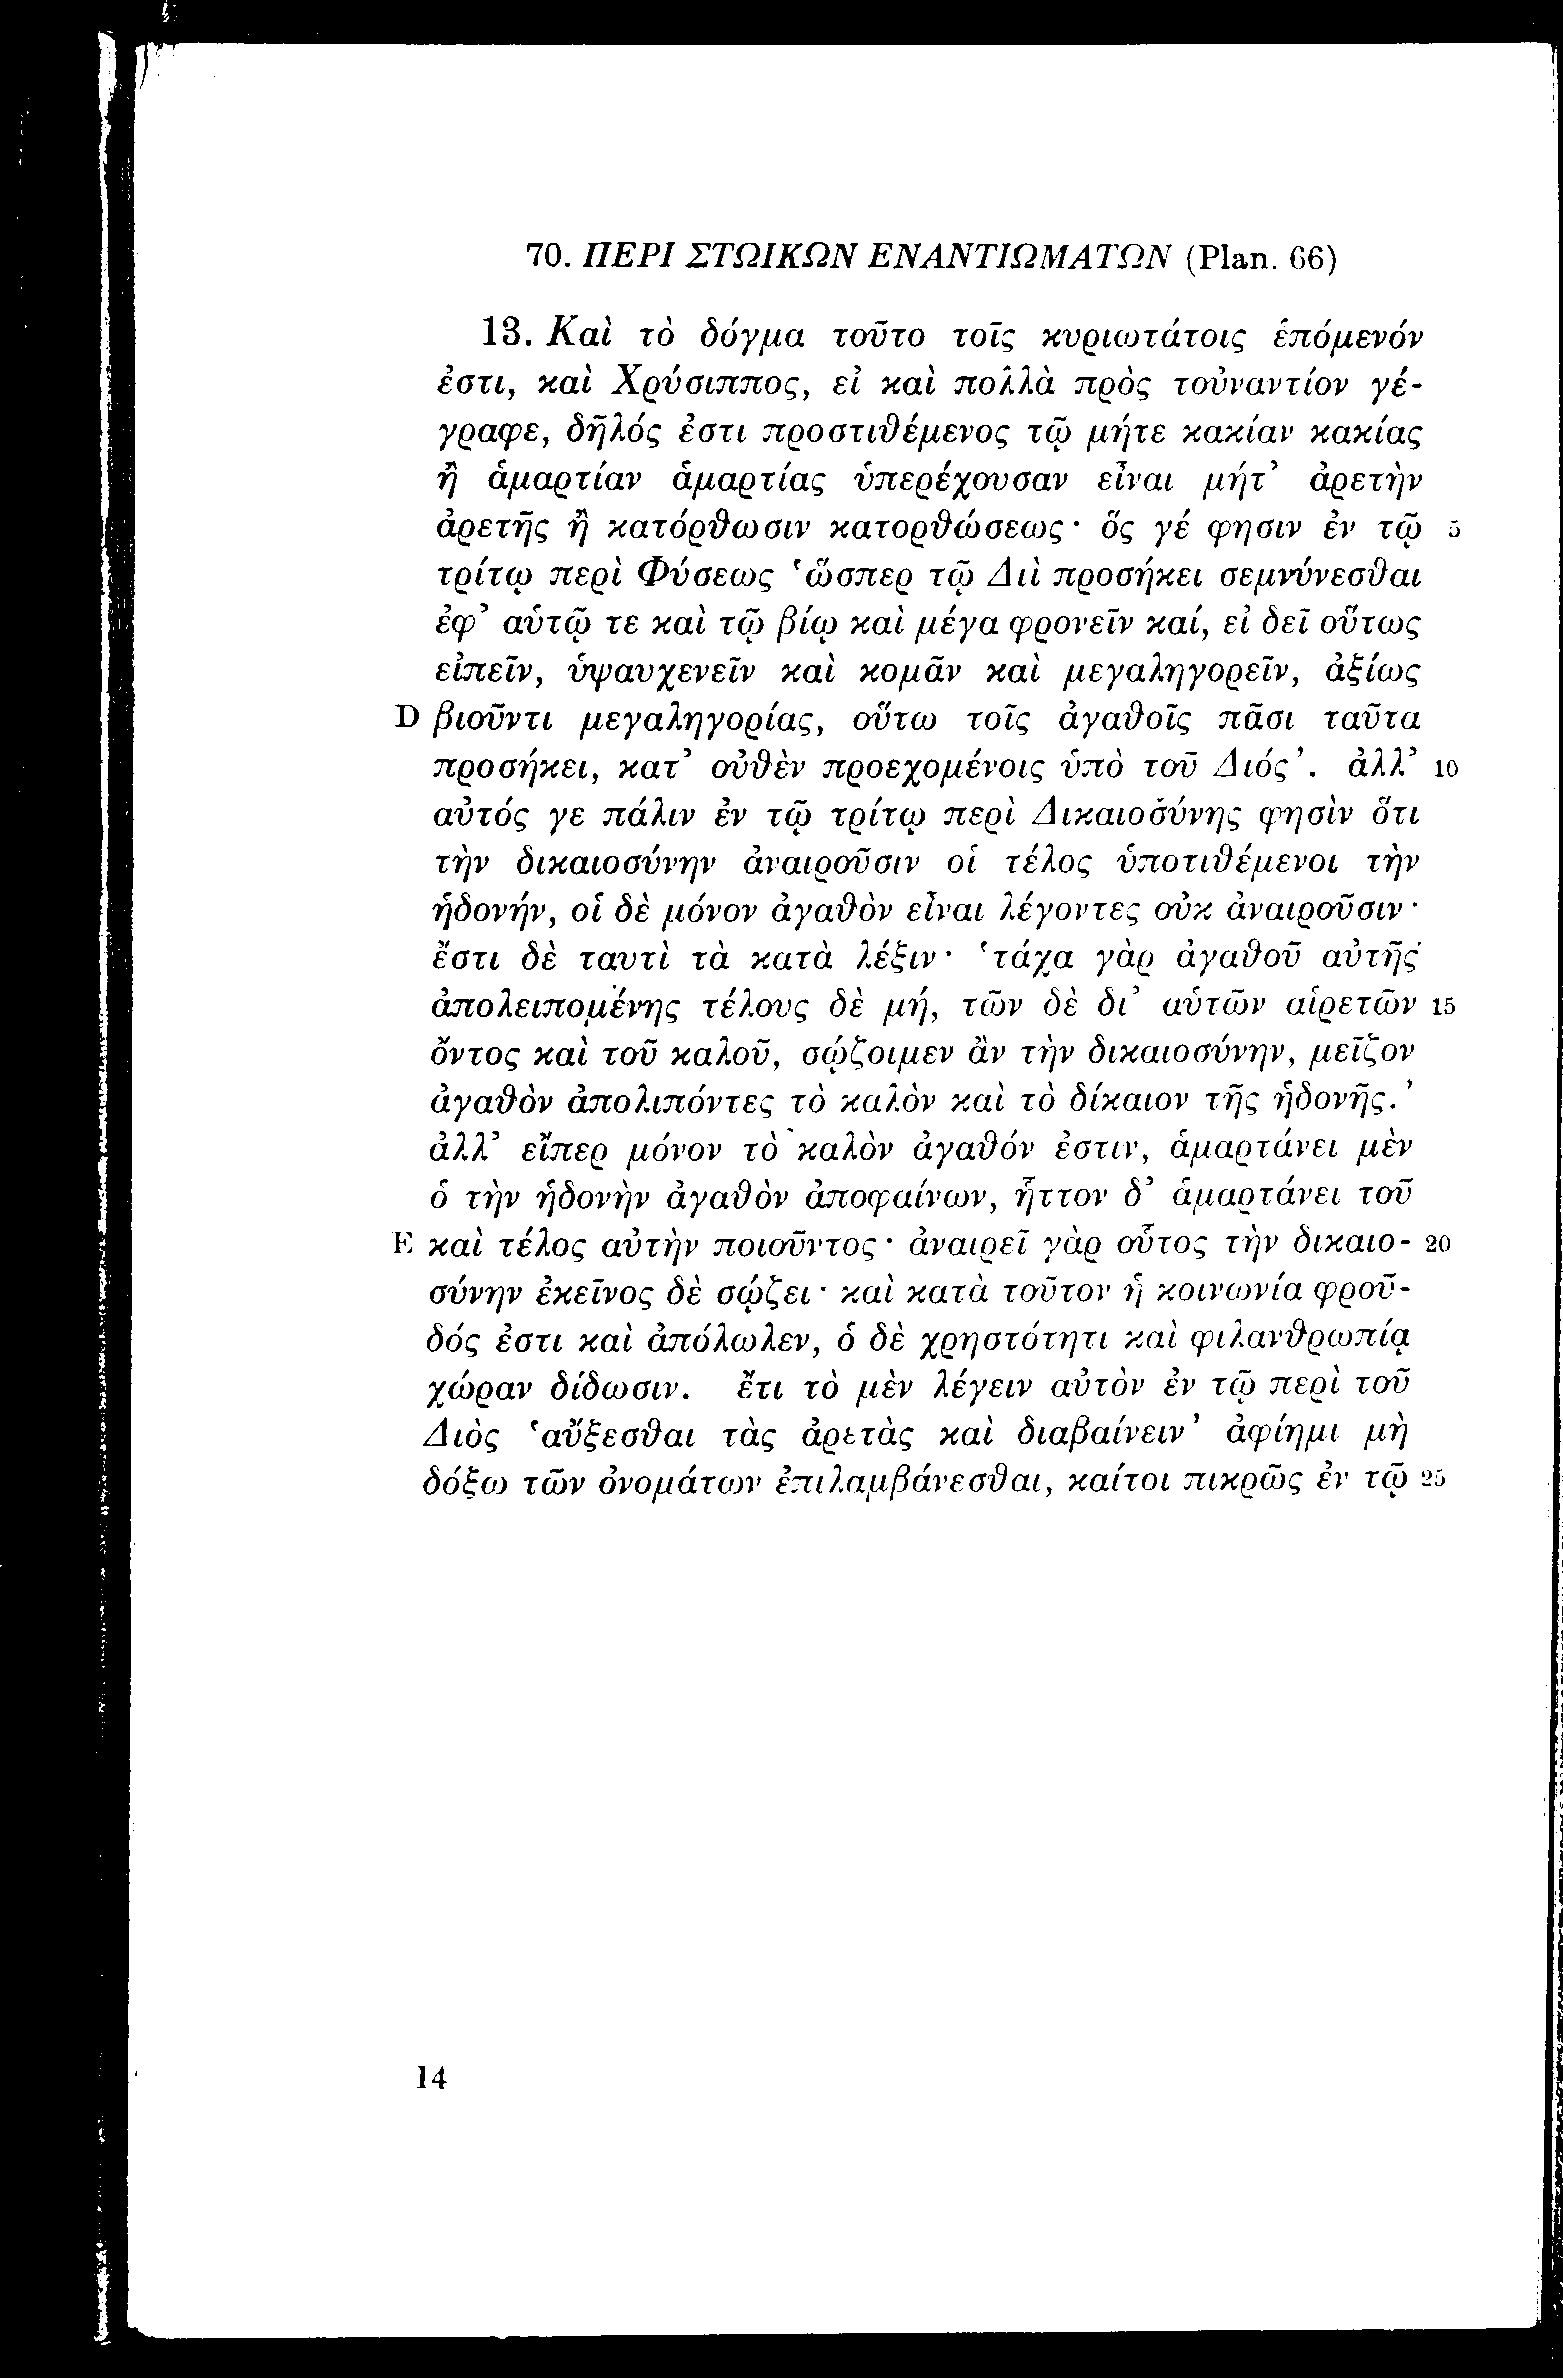 70. ΠΕΡΙ ΣΤΩΙΚΩΝ ΕΝΑΝΤΙΩΜΑΤΩΝ (Plan. 66)
13. Καὶ τὸ δόγμα τοῦτο τοῖς κυριωτάτοις ἑπόμενόν
ἐστι, καὶ Χρύσιππος, εἰ καὶ πολλὰ πρὸς τοὐναντίον γέ-
γραφε, δῆλός ἐστι προστιθέμενος τῷ μήτε κακίαν κακίας
ἢ ἁμαρτίαν ἁμαρτίας ὑπερέχουσαν εἶναι μήτ’ ἀρετὴν
ἀρετῆς ἢ κατόρθωσιν κατορθώσεως· ὅς γέ φησιν ἐν τῷ 5
τρίτῳ περὶ Φύσεως ‘ὥσπερ τῷ Διὶ προσήκει σεμνύνεσθαι
ἐφ’ αὑτῷ τε καὶ τῷ βίῳ καὶ μέγα φρονεῖν καί, εἰ δεῖ οὕτως
εἰπεῖν, ὑψαυχενεῖν καὶ κομᾶν καὶ μεγαληγορεῖν, ἀξίως
D βιοῦντι μεγαληγορίας, οὕτω τοῖς ἀγαθοῖς πᾶσι ταῦτα
προσήκει, κατ’ οὐθὲν προεχομένοις ὑπὸ τοῦ Διός’. ἀλλ’ 10
αὐτός γε πάλιν ἐν τῷ τρίτῳ περὶ Δικαιοσύνης φησὶν ὅτι
τὴν δικαιοσύνην ἀναιροῦσιν οἱ τέλος ὑποτιθέμενοι τὴν
ἡδονήν, οἱ δὲ μόνον ἀγαθὸν εἶναι λέγοντες οὐκ ἀναιροῦσιν·
ἔστι δὲ ταυτὶ τὰ κατὰ λέξιν· ‘τάχα γὰρ ἀγαθοῦ αὐτῆς
ἀπολειπομένης τέλους δὲ μή, τῶν δὲ δι’ αὑτῶν αἱρετῶν 15
ὄντος καὶ τοῦ καλοῦ, σῴζοιμεν ἂν τὴν δικαιοσύνην, μεῖζον
ἀγαθὸν ἀπολιπόντες τὸ καλὸν καὶ τὸ δίκαιον τῆς ἡδονῆς.’
ἀλλ’ εἴπερ μόνον τὸ καλὸν ἀγαθόν ἐστιν, ἁμαρτάνει μὲν
ὁ τὴν ἡδονὴν ἀγαθὸν ἀποφαίνων, ἧττον δ’ ἁμαρτάνει τοῦ
E καὶ τέλος αὐτὴν ποιοῦντος· ἀναιρεῖ γὰρ οὗτος τὴν δικαιο- 20
σύνην ἐκεῖνος δὲ σῴζει· καὶ κατὰ τοῦτον ἡ κοινωνία φροῦ-
δός ἐστι καὶ ἀπόλωλεν, ὁ δὲ χρηστότητι καὶ φιλανθρωπίᾳ
χώραν δίδωσιν. ἔτι τὸ μὲν λέγειν αὐτὸν ἐν τῷ περὶ τοῦ
Διὸς ‘αὔξεσθαι τὰς ἀρετὰς καὶ διαβαίνειν’ ἀφίημι μὴ
δόξω τῶν ὀνομάτων ἐπιλαμβάνεσθαι, καίτοι πικρῶς ἐν τῷ 25
14